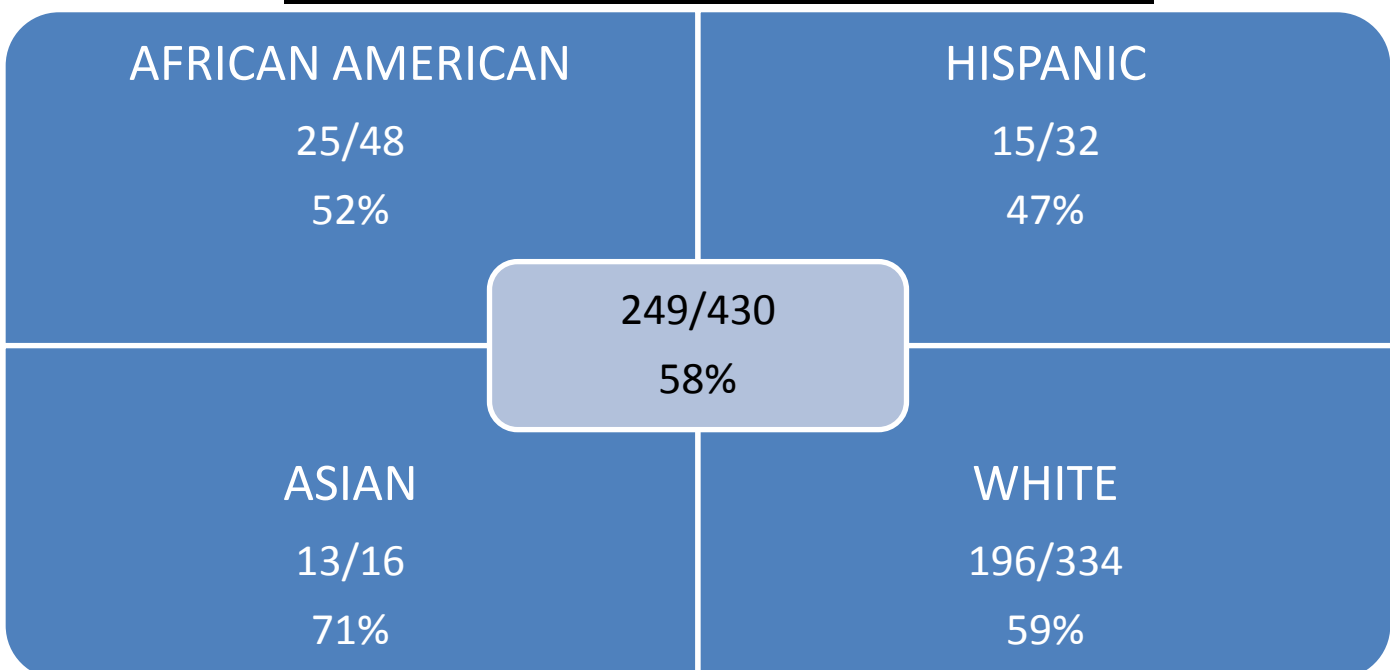 AFRICAN AMERICAN
25/48
52%
HISPANIC
15/32
47%
249/430
58%
ASIAN
13/16
71%
WHITE
196/334
59%